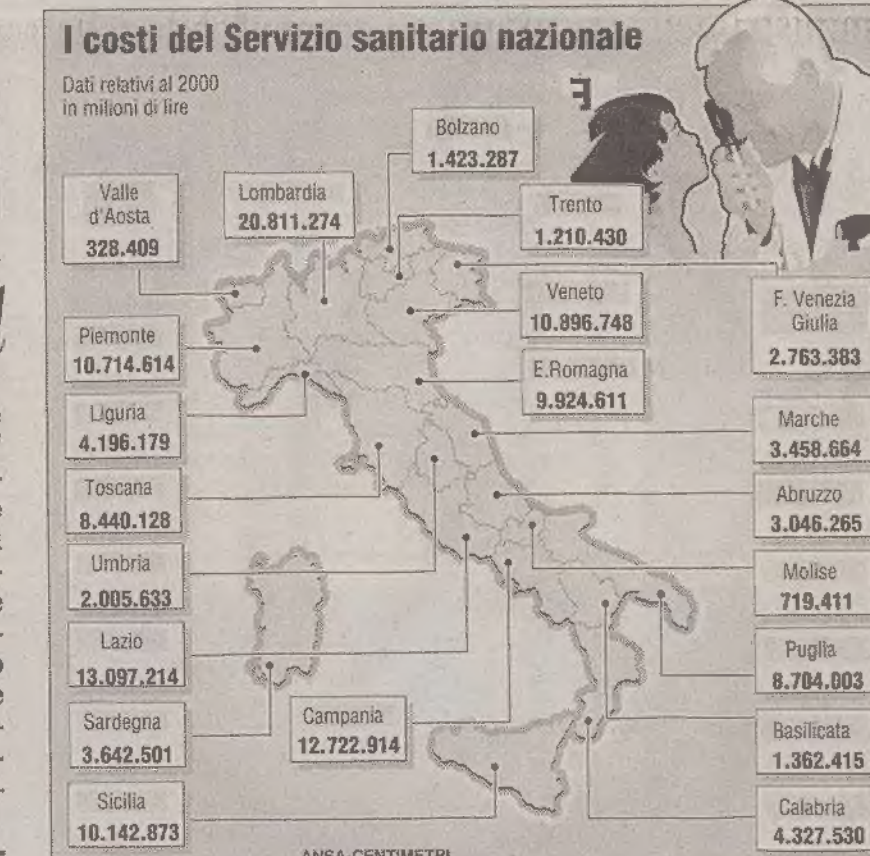 I costi del Servizio sanitario nazionale
Dati relativi al 2000
in milioni di lire
Bolzano
1.423.287
Valle
d'Aosta
328.409
Lombardia
20.811.274
Trento
1.210.430
Veneto
10.896.748
F. Venezia
Giulia
2.763.383
Piemonte
10.714.614
E.Romagna
9.924.611
Liguria
4.196.179
Marche
3.458.664
Toscana
8.440.128
Abruzzo
3.046.265
Umbria
2.005.633
Molise
719.411
Lazio
13.097.214
Puglia
8.704.003
Sardegna
3.642.501
Campania
12.722.914
Basilicata
1.362.415
Sicilia
10.142.873
Calabria
4.327.530
ANSA-CENTIMETRI